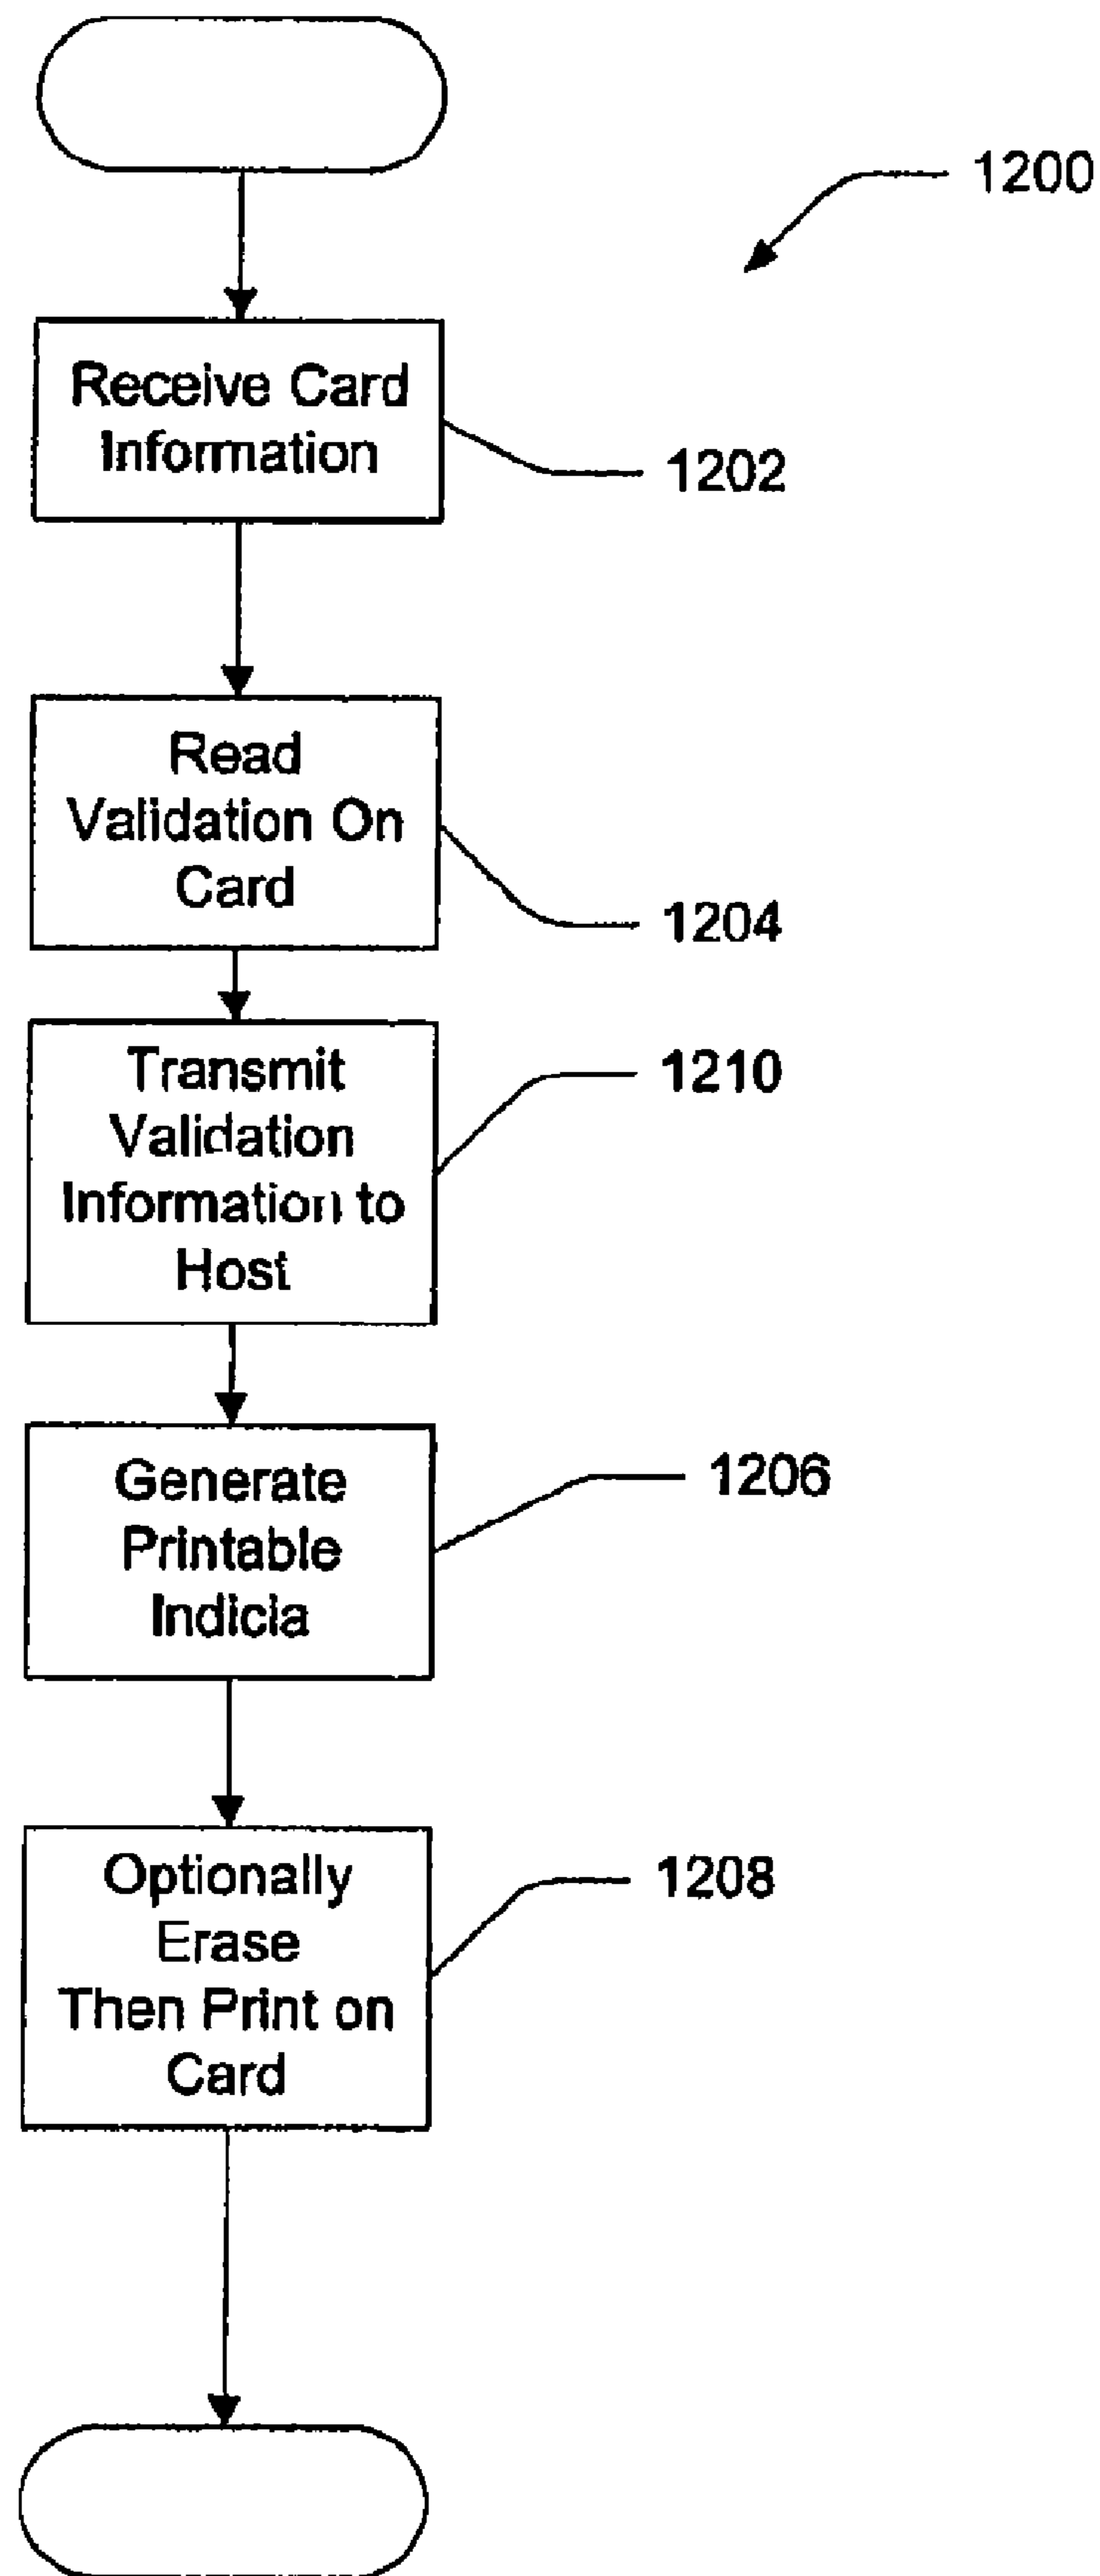 1200
Receive Card
Information
1202
Read
Validation On
Card
1204
Transmit
Validation
Information to
Host
1210
Generate
Printable
Indicia
1206
Optionally
Erase
Then Print on
Card
1208